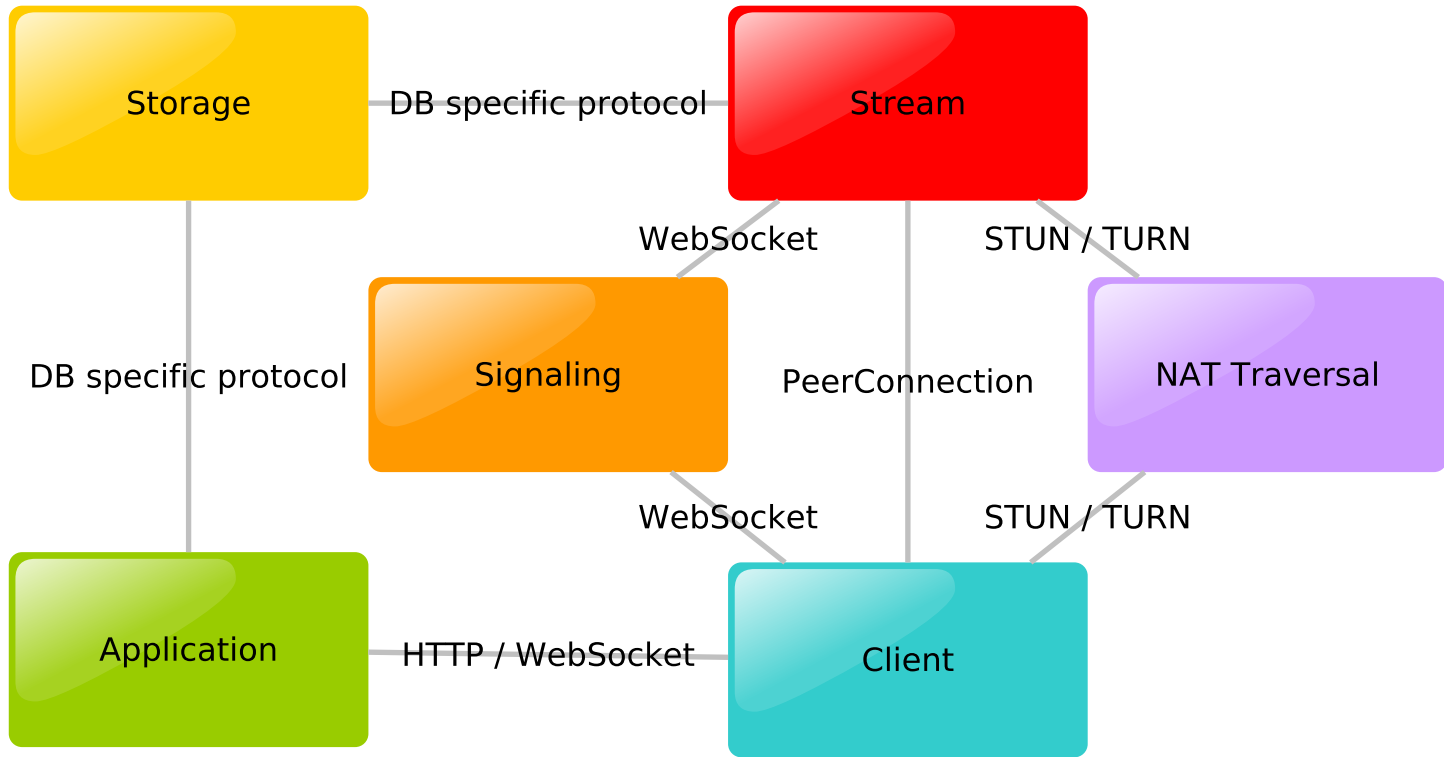 Storage
DB specific protocol
Stream
WebSocket
STUN / TURN
DB specific protocol
Signaling
PeerConnection
NAT Traversal
WebSocket
STUN / TURN
Application
HTTP / WebSocket
Client